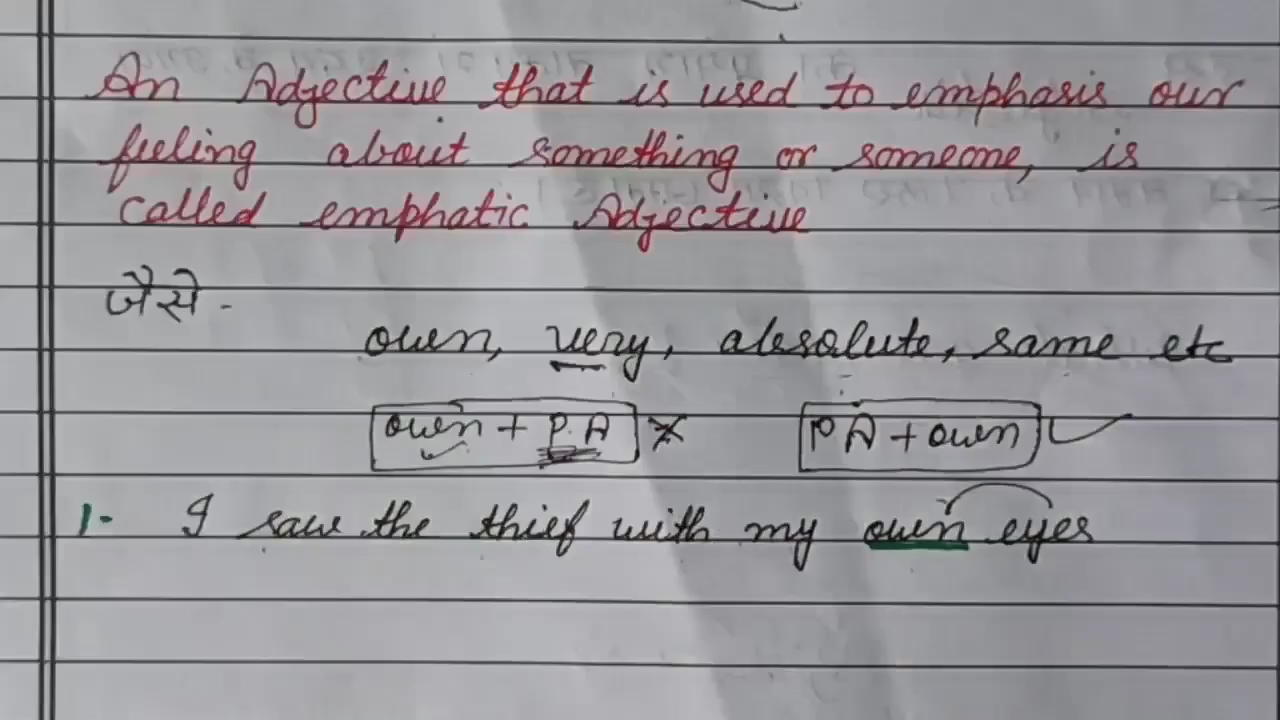 An Adjective that is used to emphasis our
feeling about something or someone, is
called emphatic Adjective
जैसे -
own, very, absolute, same etc
own + P.A × PA + own ✓
1- I saw the thief with my own eyes